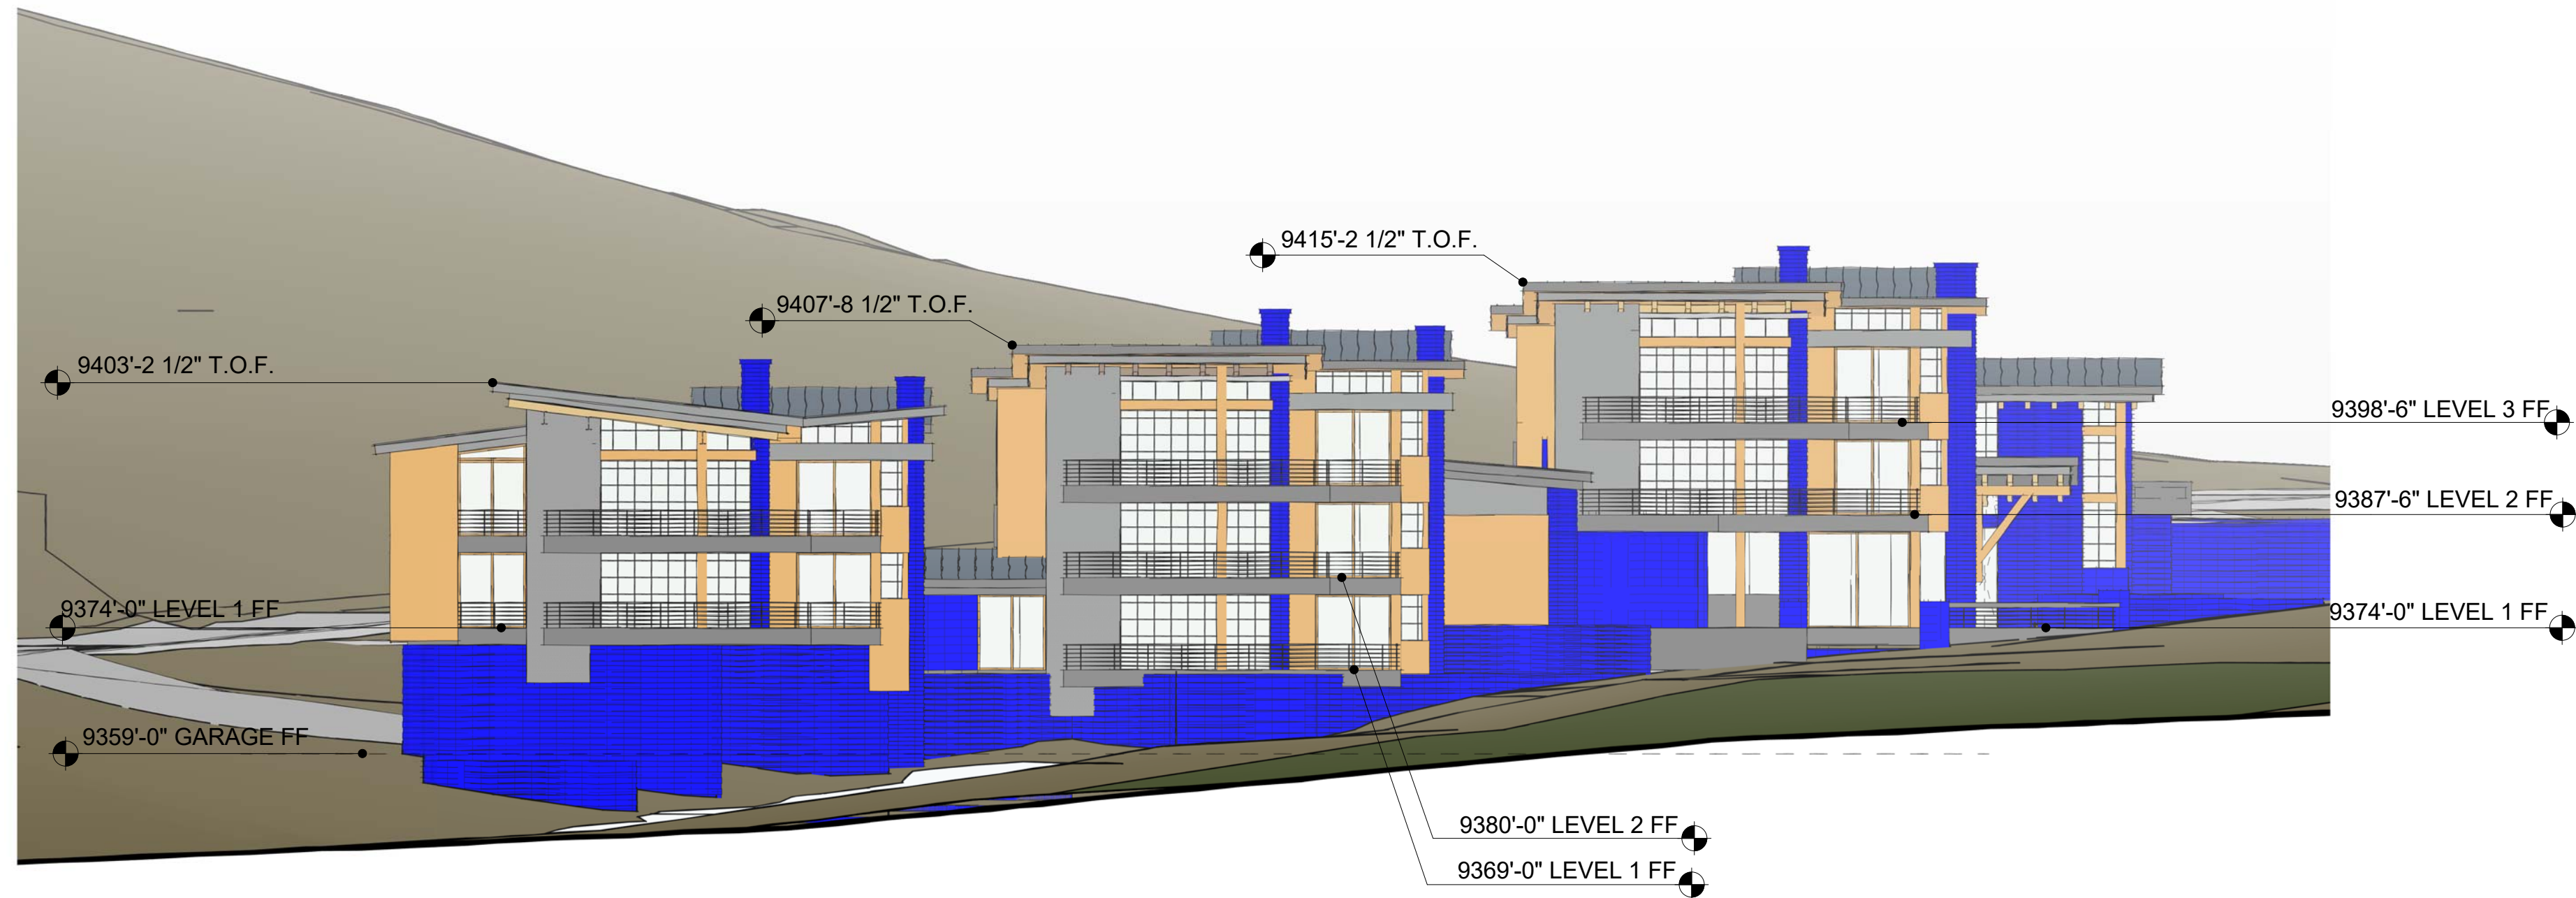 9415'-2 1/2" T.O.F.
9407'-8 1/2" T.O.F.
9403'-2 1/2" T.O.F.
9398'-6" LEVEL 3 FF
9387'-6" LEVEL 2 FF
9374'-0" LEVEL 1 FF
9374'-0" LEVEL 1 FF
9359'-0" GARAGE FF
9380'-0" LEVEL 2 FF
9369'-0" LEVEL 1 FF